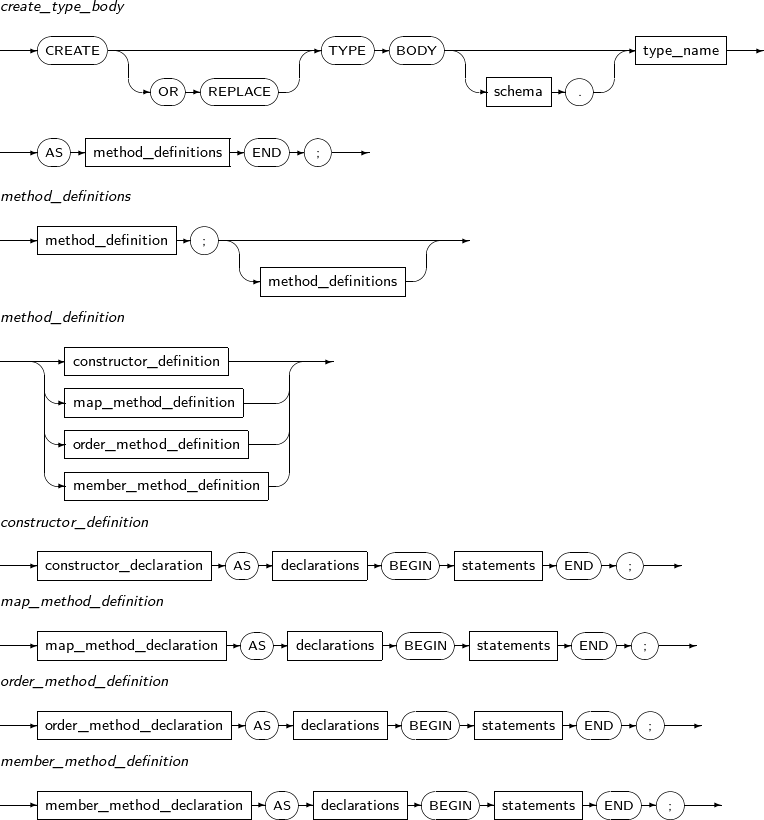 create_type_body
CREATE TYPE BODY type_name
OR REPLACE schema .
AS method_definitions END ;
method_definitions
method_definition ;
method_definitions
method_definition
constructor_definition
map_method_definition
order_method_definition
member_method_definition
constructor_definition
constructor_declaration AS declarations BEGIN statements END ;
map_method_definition
map_method_declaration AS declarations BEGIN statements END ;
order_method_definition
order_method_declaration AS declarations BEGIN statements END ;
member_method_definition
member_method_declaration AS declarations BEGIN statements END ;